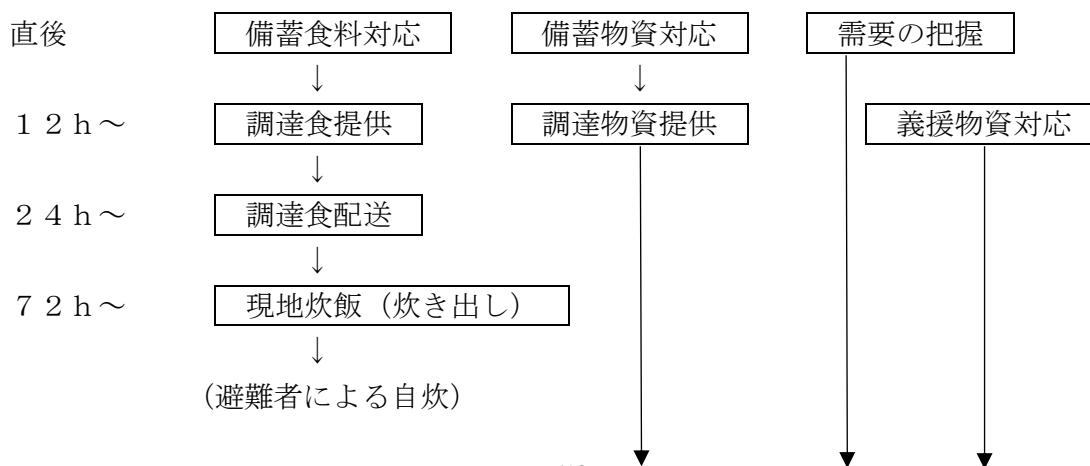 直後 備蓄食料対応 備蓄物資対応 需要の把握
↓ ↓
１２ｈ～ 調達食提供 調達物資提供 義援物資対応
↓
２４ｈ～ 調達食配送
↓
７２ｈ～ 現地炊飯（炊き出し）
↓
（避難者による自炊）